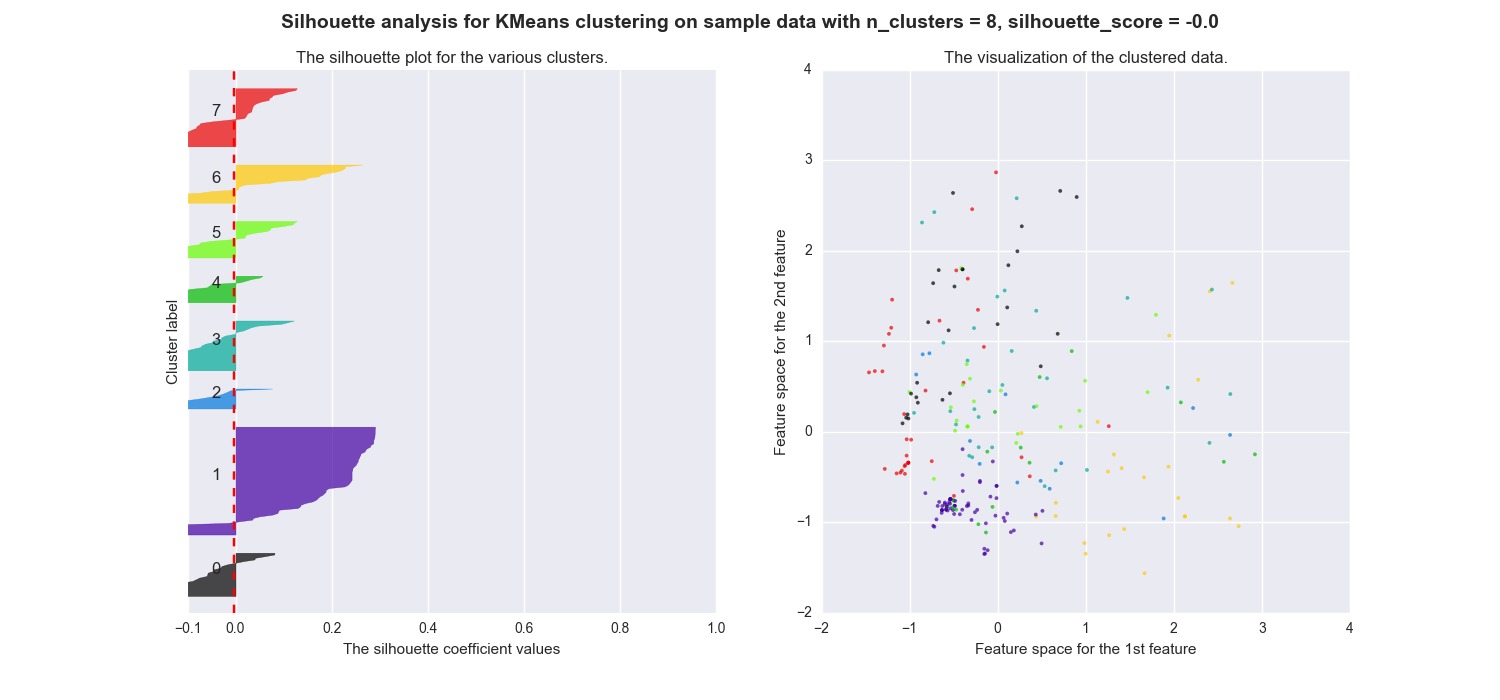 Silhouette analysis for KMeans clustering on sample data with n_clusters = 8, silhouette_score = -0.0
The silhouette plot for the various clusters.
Cluster label
7
6
5
4
3
2
1
0
−0.1 0.0 0.2 0.4 0.6 0.8 1.0
The silhouette coefficient values
The visualization of the clustered data.
Feature space for the 2nd feature
4
3
2
1
0
−1
−2
−2 −1 0 1 2 3 4
Feature space for the 1st feature